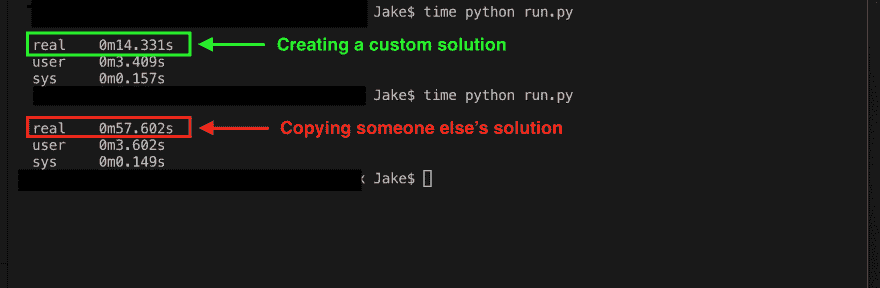 Jake$ time python run.py
real 0m14.331s Creating a custom solution
user 0m3.409s
sys 0m0.157s
Jake$ time python run.py
real 0m57.602s Copying someone else's solution
user 0m3.602s
sys 0m0.149s
Jake$